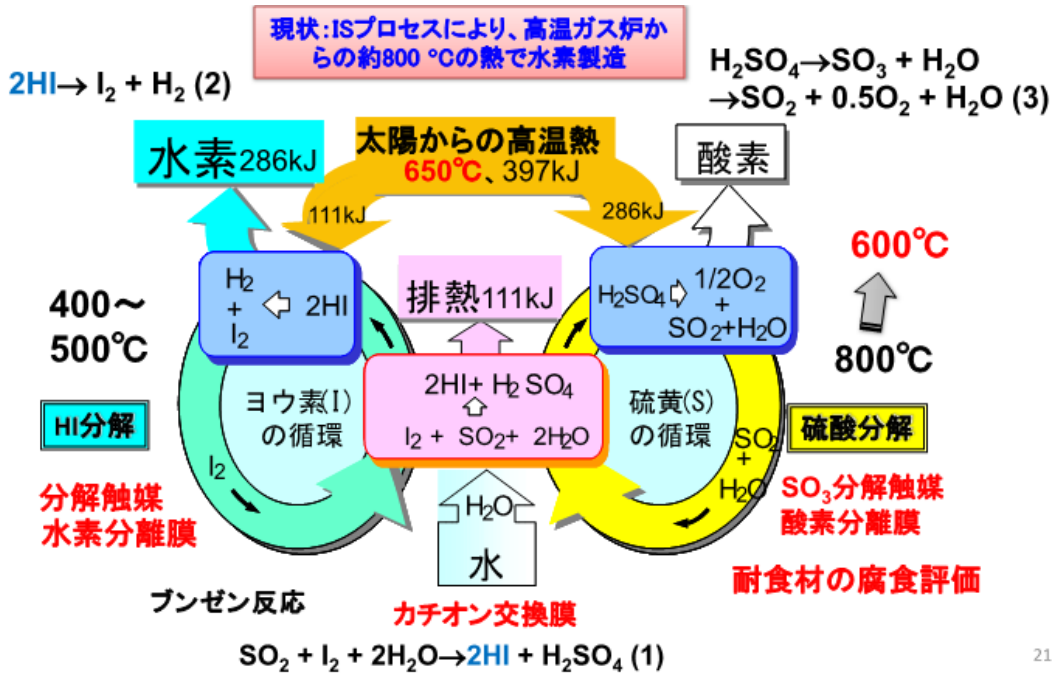 現状:ISプロセスにより、高温ガス炉か
らの約800 ℃の熱で水素製造
2HI→ I₂ + H₂ (2)
H₂SO₄→SO₃ + H₂O
→SO₂ + 0.5O₂ + H₂O (3)
水素286kJ
太陽からの高温熱
650℃、397kJ
酸素
111kJ
286kJ
600℃
800℃
400～
500℃
H₂
+
I₂
2HI
排熱111kJ
H₂SO₄
1/2O₂
+
SO₂+H₂O
2HI+ H₂ SO₄
I₂ + SO₂+ 2H₂O
ヨウ素(I)
の循環
硫黄(S)
の循環
HI分解
硫酸分解
I₂
SO₂
+
H₂O
分解触媒
水素分離膜
SO₃分解触媒
酸素分離膜
H₂O
水
耐食材の腐食評価
ブンゼン反応
カチオン交換膜
SO₂ + I₂ + 2H₂O→2HI + H₂SO₄ (1)
21